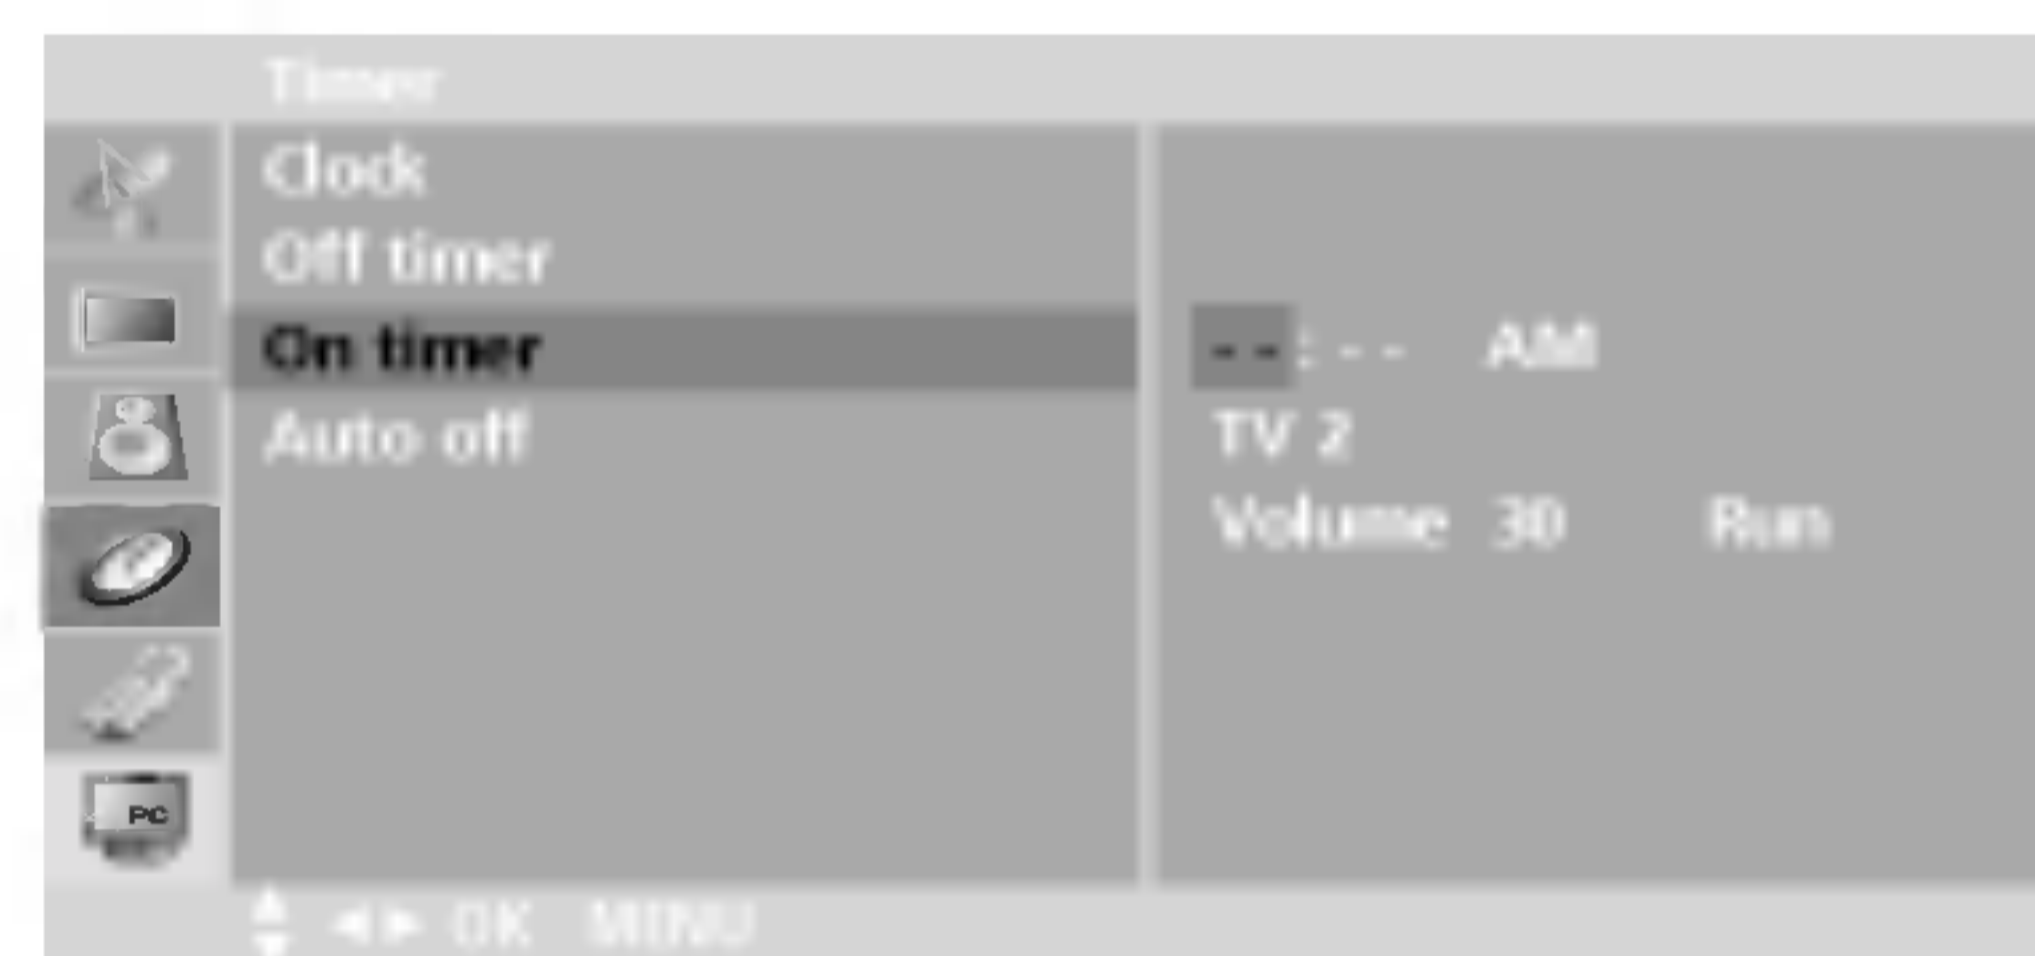 Timer
Clock
Off timer
On timer
--:-- AM
Auto off
TV 2
Volume 30 Run
PC
OK MENU